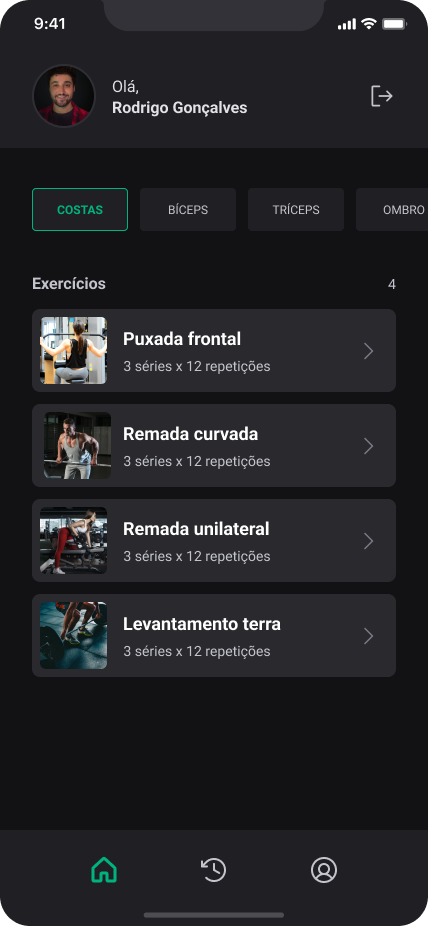 9:41
Olá,
Rodrigo Gonçalves
COSTAS BÍCEPS TRÍCEPS OMBRO
Exercícios 4
Puxada frontal
3 séries x 12 repetições
Remada curvada
3 séries x 12 repetições
Remada unilateral
3 séries x 12 repetições
Levantamento terra
3 séries x 12 repetições